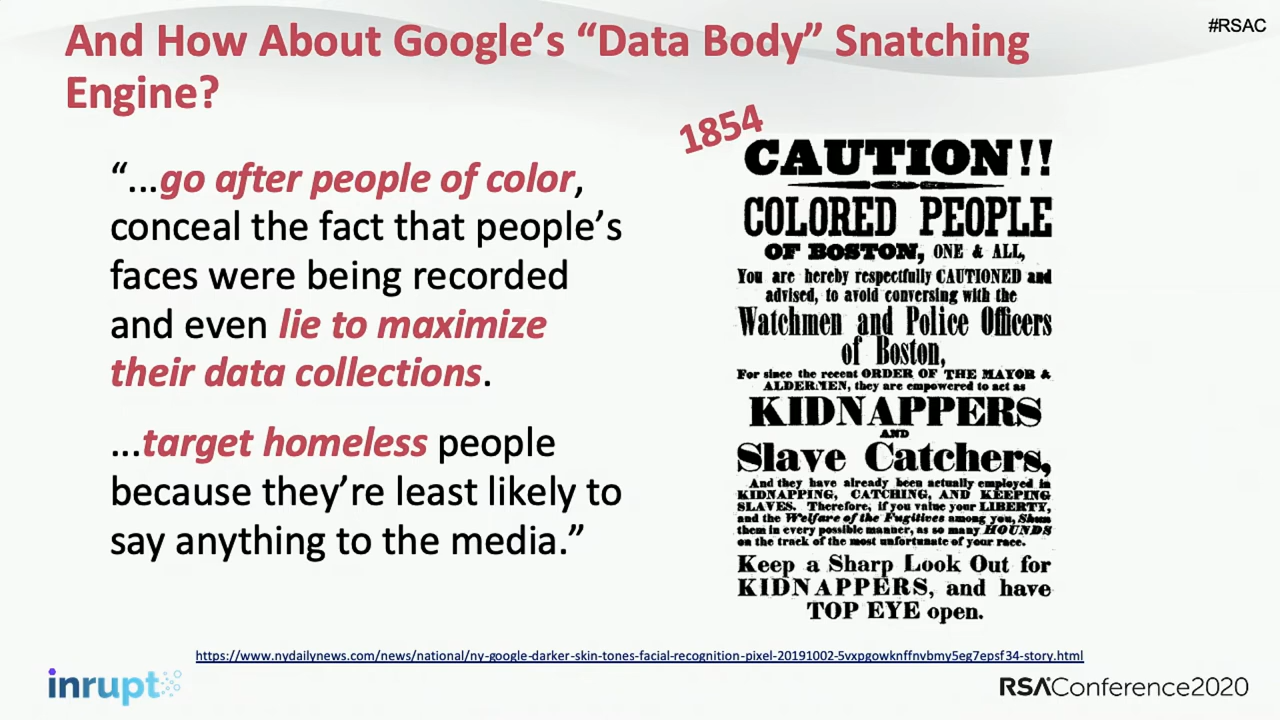 #RSAC
And How About Google's “Data Body” Snatching
Engine?
“...go after people of color,
conceal the fact that people's
faces were being recorded
and even lie to maximize
their data collections.
...target homeless people
because they're least likely to
say anything to the media.”
1854
CAUTION!!
COLORED PEOPLE
OF BOSTON, ONE & ALL,
You are hereby respectfully CAUTIONED and
advised, to avoid conversing with the
Watchmen and Police Officers
of Boston,
For since the recent ORDER OF THE MAYOR &
ALDERMEN, they are empowered to act as
KIDNAPPERS
AND
Slave Catchers,
And they have already been actually employed in
KIDNAPPING, CATCHING, AND KEEPING
SLAVES. Therefore, if you value your LIBERTY,
and the Welfare of the Fugitives among you, Shun
them in every possible manner, as so many HOUNDS
on the track of the most unfortunate of your race.
Keep a Sharp Look Out for
KIDNAPPERS, and have
TOP EYE open.
https://www.nydailynews.com/news/national/ny-google-darker-skin-tones-facial-recognition-pixel-20191002-5vxpgowknffnvbmy5eg7epsf34-story.html
inrupt
RSAConference2020